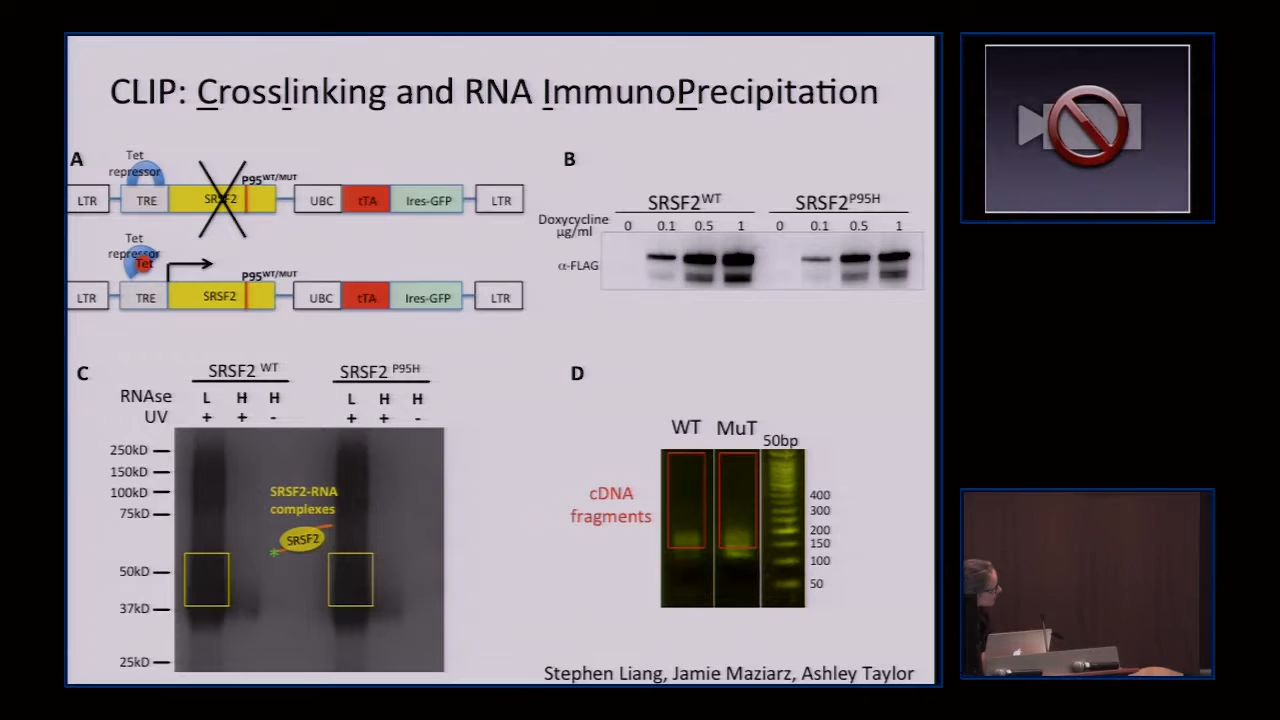 CLIP: Crosslinking and RNA ImmunoPrecipitation
A
Tet
repressor
P95WT/MUT
LTR TRE SRSF2 UBC tTA Ires-GFP LTR
Tet
repressor
Tet
P95WT/MUT
LTR TRE SRSF2 UBC tTA Ires-GFP LTR
B
SRSF2WT SRSF2P95H
Doxycycline
µg/ml
0 0.1 0.5 1 0 0.1 0.5 1
α-FLAG
C
SRSF2 WT SRSF2 P95H
RNAse L H H L H H
UV + + - + + -
250kD
150kD
100kD
75kD
50kD
37kD
25kD
SRSF2-RNA
complexes
SRSF2
*
D
WT MuT
50bp
cDNA
fragments
400
300
200
150
100
50
Stephen Liang, Jamie Maziarz, Ashley Taylor